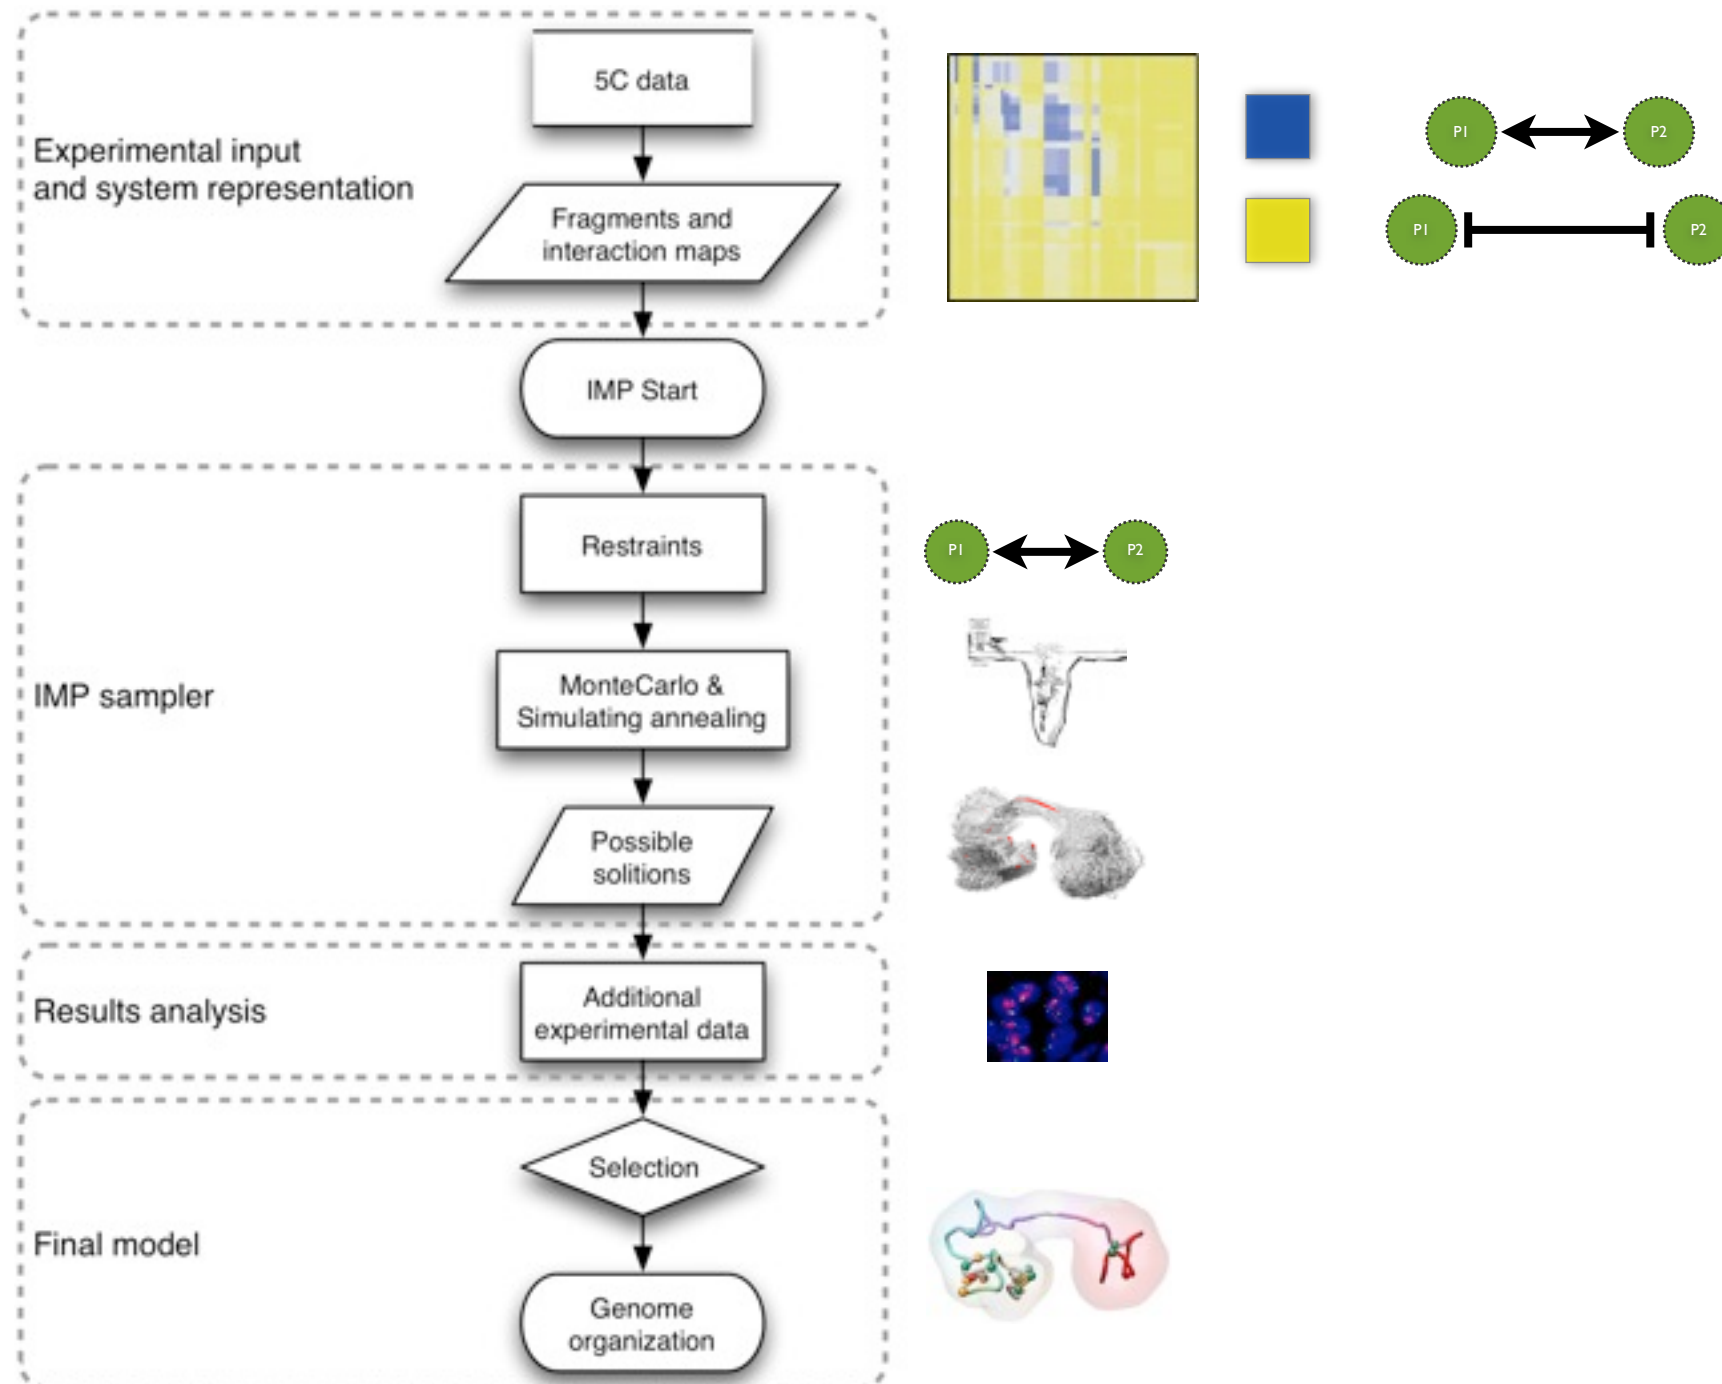 5C data
Experimental input
and system representation
Fragments and
interaction maps
P1
P2
P1
P2
IMP Start
Restraints
P1
P2
IMP sampler
MonteCarlo &
Simulating annealing
Possible
solitions
Results analysis
Additional
experimental data
Selection
Final model
Genome
organization